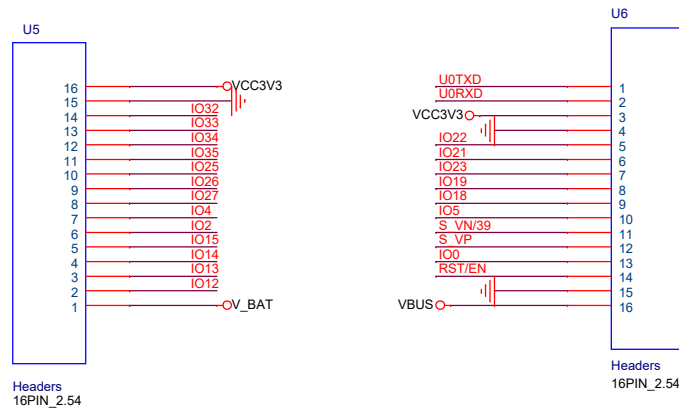 U5
16
VCC3V3
15
14
IO32
13
IO33
12
IO34
11
IO35
10
IO25
9
IO26
8
IO27
7
IO4
6
IO2
5
IO15
4
IO14
3
IO13
2
IO12
1
V_BAT
Headers
16PIN_2.54
U6
U0TXD
1
U0RXD
2
VCC3V3
3
4
IO22
5
IO21
6
IO23
7
IO19
8
IO18
9
IO5
10
S_VN/39
11
S_VP
12
IO0
13
RST/EN
14
15
VBUS
16
Headers
16PIN_2.54